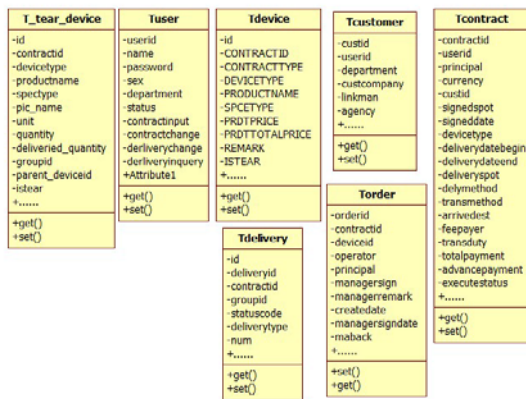 T_tear_device
-id
-contractid
-devicetype
-productname
-spectype
-pic_name
-unit
-quantity
-deliveried_quantity
-groupid
-parent_deviceid
-istear
+......
+get()
+set()
Tuser
-userid
-name
-password
-sex
-department
-status
-contractinput
-contractchange
-derliverychange
-derliveryinquery
+Attribute1
+get()
+set()
Tdevice
-id
-CONTRACTID
-CONTRACTTYPE
-DEVICETYPE
-PRODUCTNAME
-SPCETYPE
-PRDTPRICE
-PRDTTOTALPRICE
-REMARK
-ISTEAR
+......
+get()
+set()
Tcustomer
-custid
-userid
-department
-custcompany
-linkman
-agency
+......
+get()
+set()
Tcontract
-contractid
-userid
-principal
-currency
-custid
-signedspot
-signeddate
-devicetype
-deliverydatebegin
-deliverydateend
-deliveryspot
-delymethod
-transmethod
-arrivedest
-feepayer
-transduty
-totalpayment
-advancepayment
-executestatus
+......
+get()
+set()
Tdelivery
-id
-deliveryid
-contractid
-groupid
-statuscode
-deliverytype
-num
+......
+get()
+set()
Torder
-orderid
-contractid
-deviceid
-operator
-principal
-managersign
-managerremark
-createdate
-managersigndate
-maback
+......
+set()
+get()